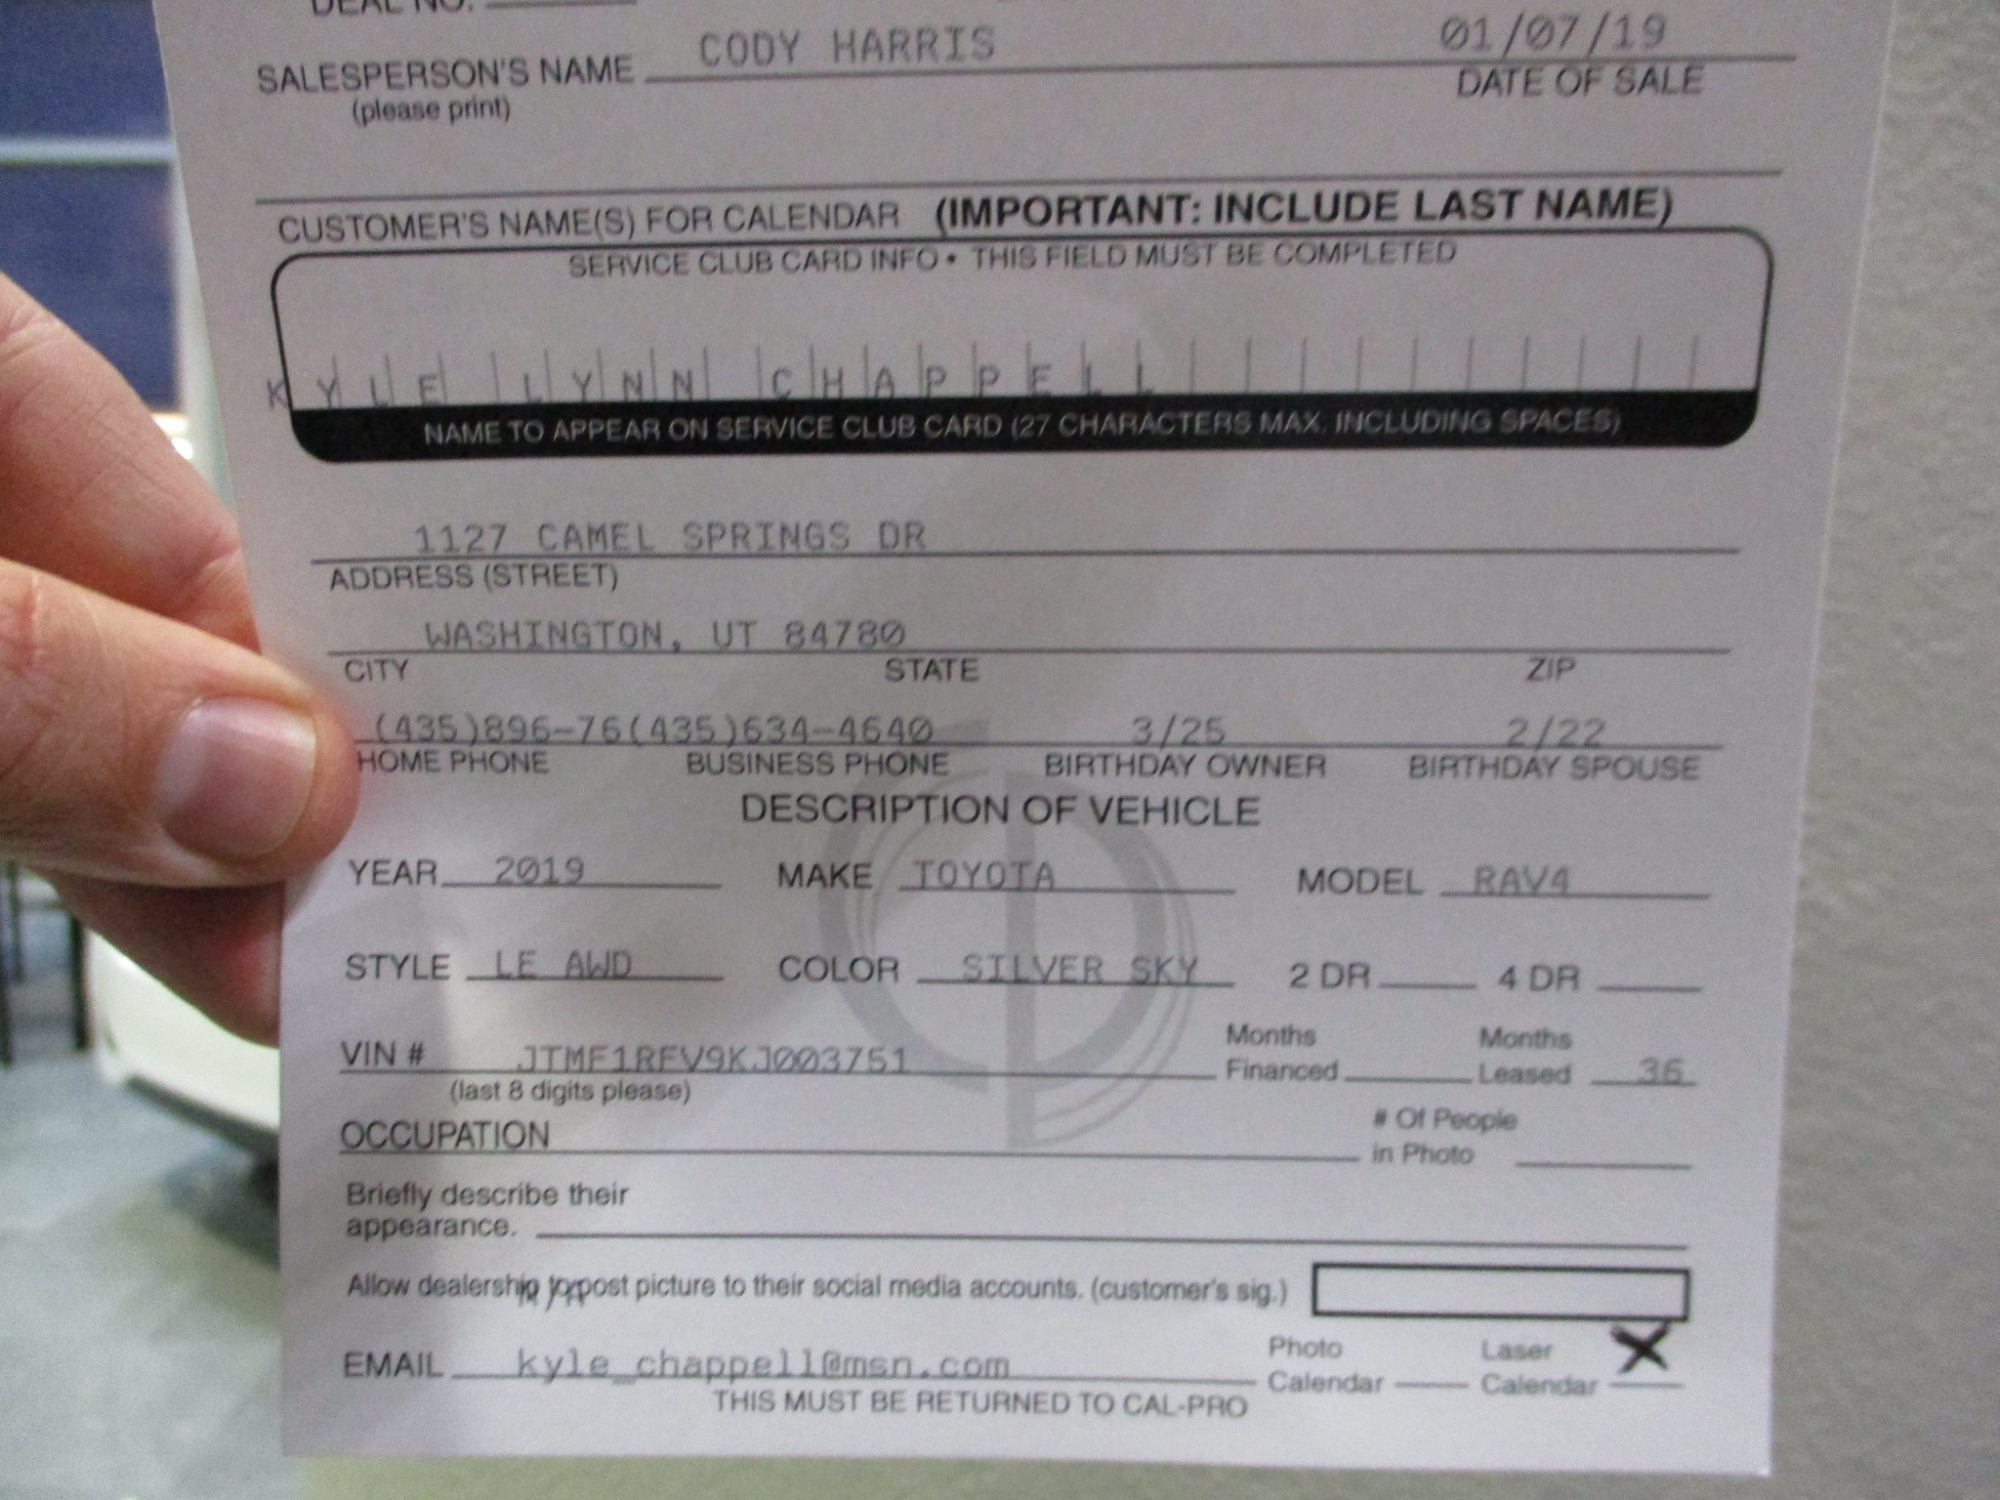 DEAL NO.
CODY HARRIS 01/07/19
SALESPERSON'S NAME DATE OF SALE
(please print)
CUSTOMER'S NAME(S) FOR CALENDAR (IMPORTANT: INCLUDE LAST NAME)
SERVICE CLUB CARD INFO • THIS FIELD MUST BE COMPLETED
KYLE LYNN CHAPPELL
NAME TO APPEAR ON SERVICE CLUB CARD (27 CHARACTERS MAX. INCLUDING SPACES)
1127 CAMEL SPRINGS DR
ADDRESS (STREET)
WASHINGTON, UT 84780
CITY STATE ZIP
(435)896-76(435)634-4640 3/25 2/22
HOME PHONE BUSINESS PHONE BIRTHDAY OWNER BIRTHDAY SPOUSE
DESCRIPTION OF VEHICLE
YEAR 2019 MAKE TOYOTA MODEL RAV4
STYLE LE AWD COLOR SILVER SKY 2 DR 4 DR
VIN # JTMF1RFV9KJ003751 Months Financed Months Leased 36
(last 8 digits please)
OCCUPATION # Of People in Photo
Briefly describe their
appearance.
Allow dealership to post picture to their social media accounts. (customer's sig.)
N/A
EMAIL kyle_chappell@msn.com Photo Calendar Laser Calendar X
THIS MUST BE RETURNED TO CAL-PRO